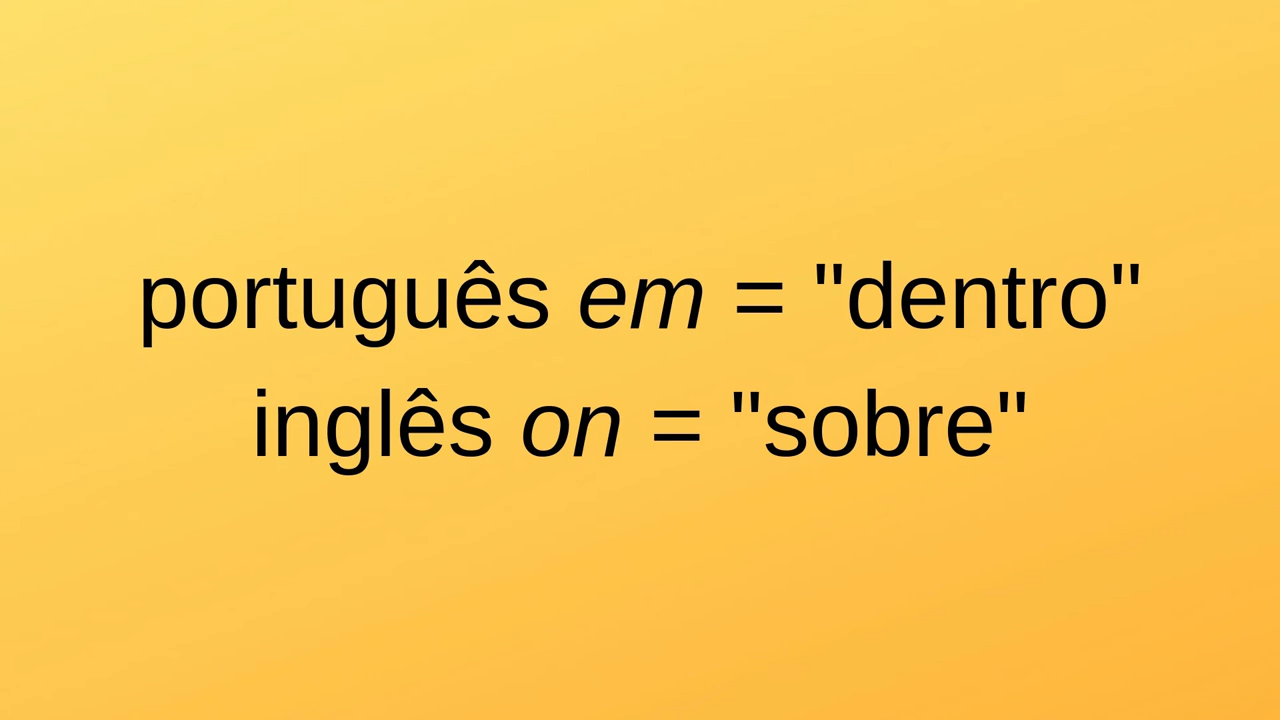 português em = "dentro"
inglês on = "sobre"